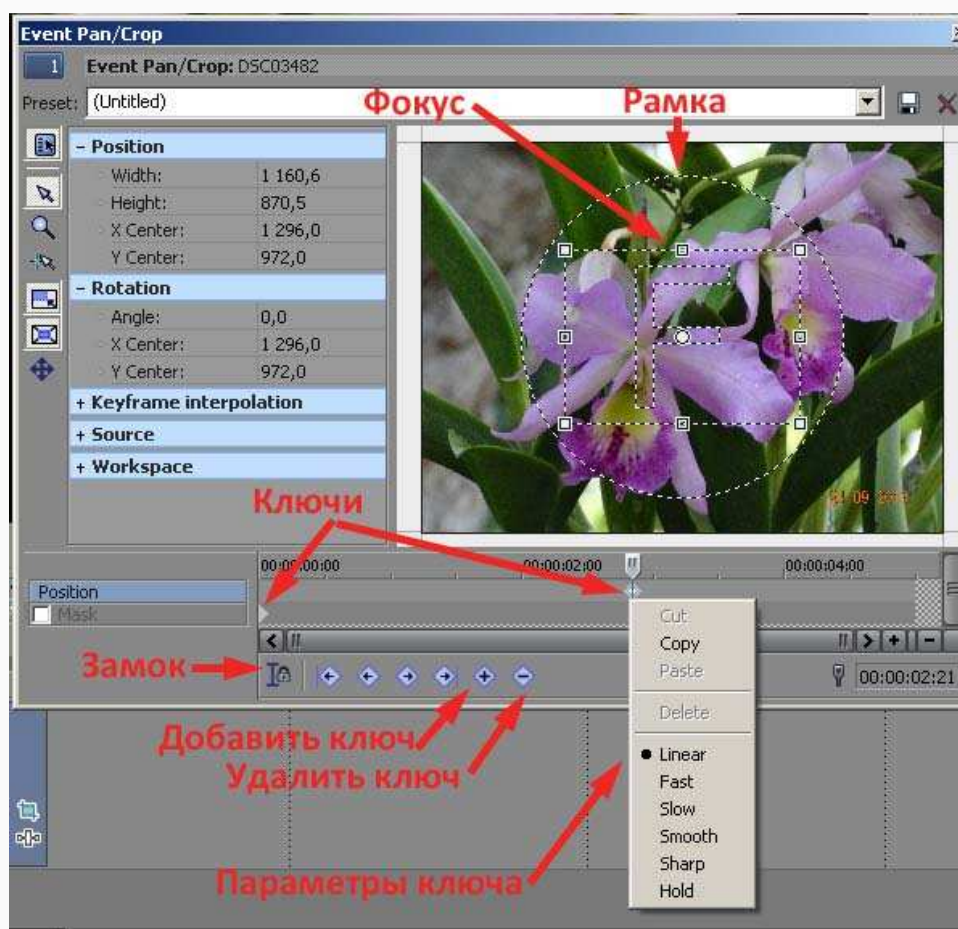 Event Pan/Crop
1 Event Pan/Crop: DSC03482
Preset: (Untitled)
Фокус
Рамка
- Position
Width: 1 160,6
Height: 870,5
X Center: 1 296,0
Y Center: 972,0
- Rotation
Angle: 0,0
X Center: 1 296,0
Y Center: 972,0
+ Keyframe interpolation
+ Source
+ Workspace
Ключи
00:00:00;00 00:00:02;00 00:00:04;00
Position
Mask
Замок
00:00:02;21
Добавить ключ
Удалить ключ
Параметры ключа
Cut
Copy
Paste
Delete
Linear
Fast
Slow
Smooth
Sharp
Hold